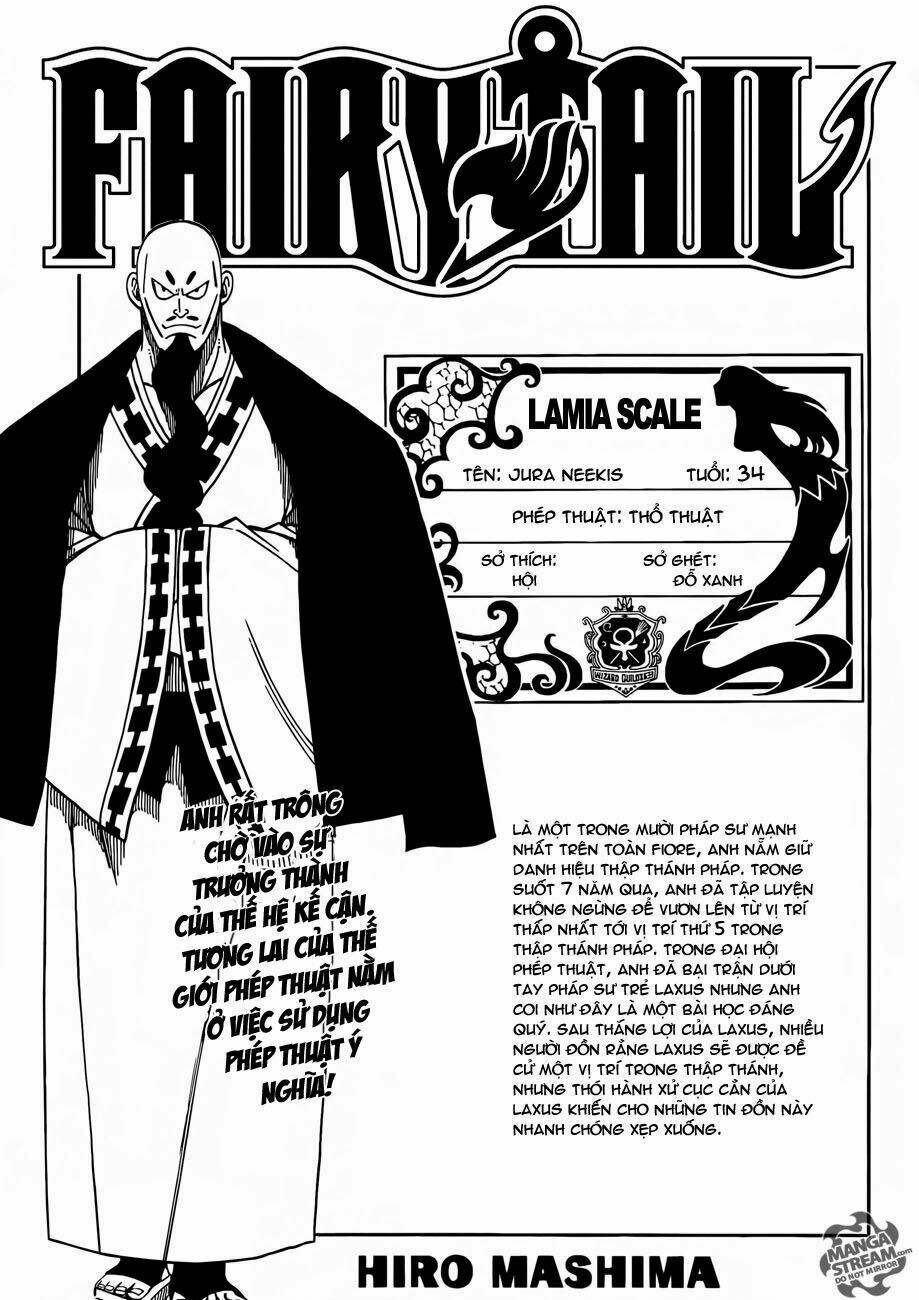 FAIRY TAIL
LAMIA SCALE
TÊN: JURA NEEKIS
TUỔI: 34
PHÉP THUẬT: THỔ THUẬT
SỞ THÍCH:
HỘI
SỞ GHÉT:
ĐỖ XANH
WIZARD GUILD
ANH RẤT TRÔNG
CHỜ VÀO SỰ
TRƯỞNG THÀNH
CỦA THẾ HỆ KẾ CẬN.
TƯƠNG LAI CỦA THẾ
GIỚI PHÉP THUẬT NẰM
Ở VIỆC SỬ DỤNG
PHÉP THUẬT Ý
NGHĨA!
LÀ MỘT TRONG MƯỜI PHÁP SƯ MẠNH
NHẤT TRÊN TOÀN FIORE, ANH NẮM GIỮ
DANH HIỆU THẬP THÁNH PHÁP. TRONG
SUỐT 7 NĂM QUA, ANH ĐÃ TẬP LUYỆN
KHÔNG NGỪNG ĐỂ VƯƠN LÊN TỪ VỊ TRÍ
THẤP NHẤT TỚI VỊ TRÍ THỨ 5 TRONG
THẬP THÁNH PHÁP. TRONG ĐẠI HỘI
PHÉP THUẬT, ANH ĐÃ BẠI TRẬN DƯỚI
TAY PHÁP SƯ TRẺ LAXUS NHƯNG ANH
COI NHƯ ĐÂY LÀ MỘT BÀI HỌC ĐÁNG
QUÝ. SAU THẮNG LỢI CỦA LAXUS, NHIỀU
NGƯỜI ĐỒN RẰNG LAXUS SẼ ĐƯỢC ĐỀ
CỬ MỘT VỊ TRÍ TRONG THẬP THÁNH,
NHƯNG THÓI HÀNH XỬ CỤC CẰN CỦA
LAXUS KHIẾN CHO NHỮNG TIN ĐỒN NÀY
NHANH CHÓNG XẸP XUỐNG.
HIRO MASHIMA
MANGA
STREAM.com
DO NOT MIRROR!